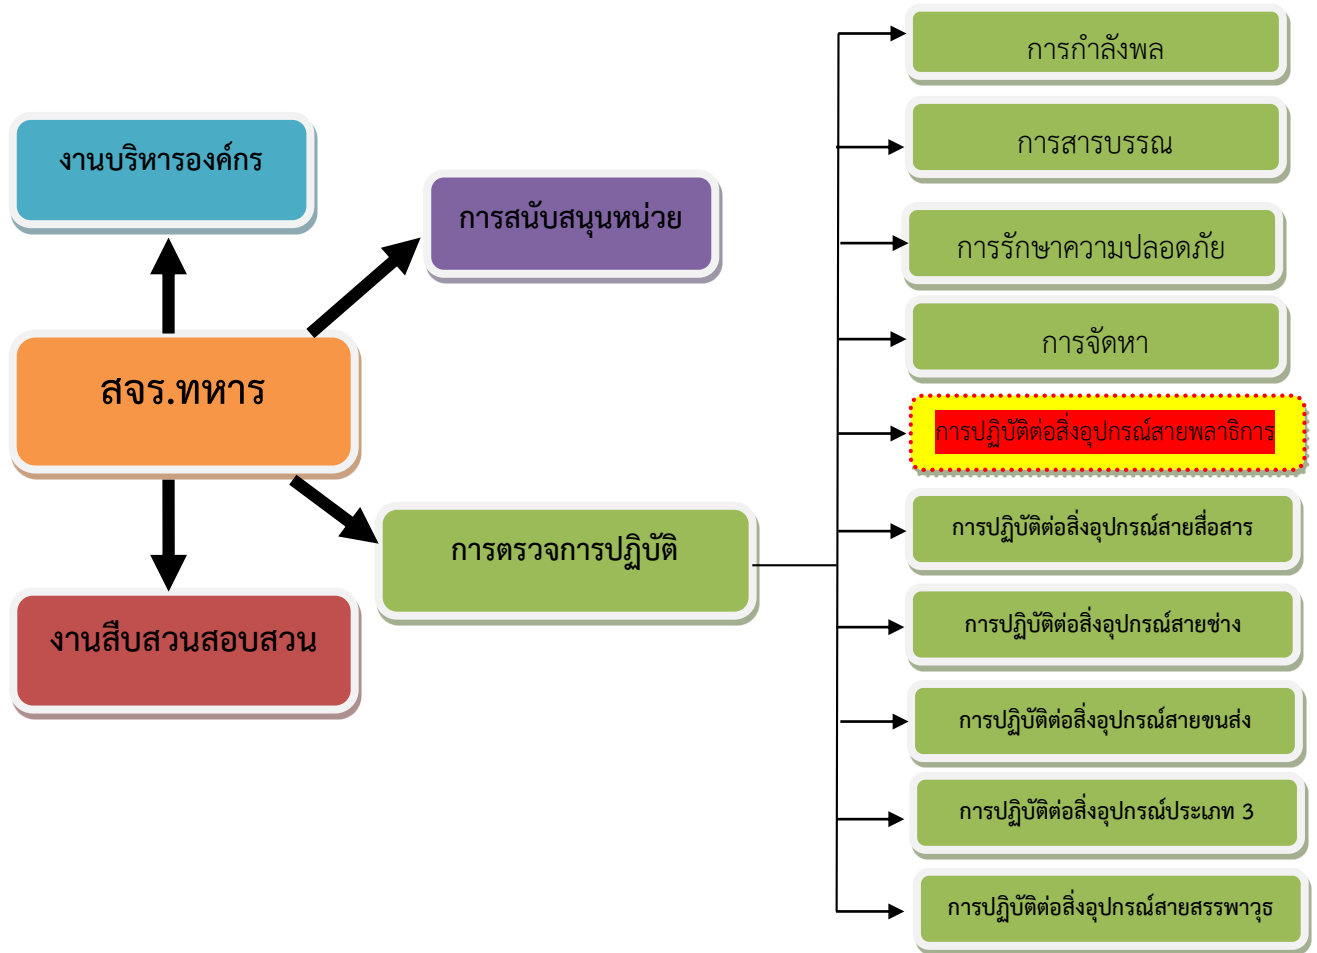 งานบริหารองค์กร
การสนับสนุนหน่วย
สจร.ทหาร
การตรวจการปฏิบัติ
งานสืบสวนสอบสวน
การกำลังพล
การสารบรรณ
การรักษาความปลอดภัย
การจัดหา
การปฏิบัติต่อสิ่งอุปกรณ์สายพลาธิการ
การปฏิบัติต่อสิ่งอุปกรณ์สายสื่อสาร
การปฏิบัติต่อสิ่งอุปกรณ์สายช่าง
การปฏิบัติต่อสิ่งอุปกรณ์สายขนส่ง
การปฏิบัติต่อสิ่งอุปกรณ์ประเภท 3
การปฏิบัติต่อสิ่งอุปกรณ์สายสรรพาวุธ